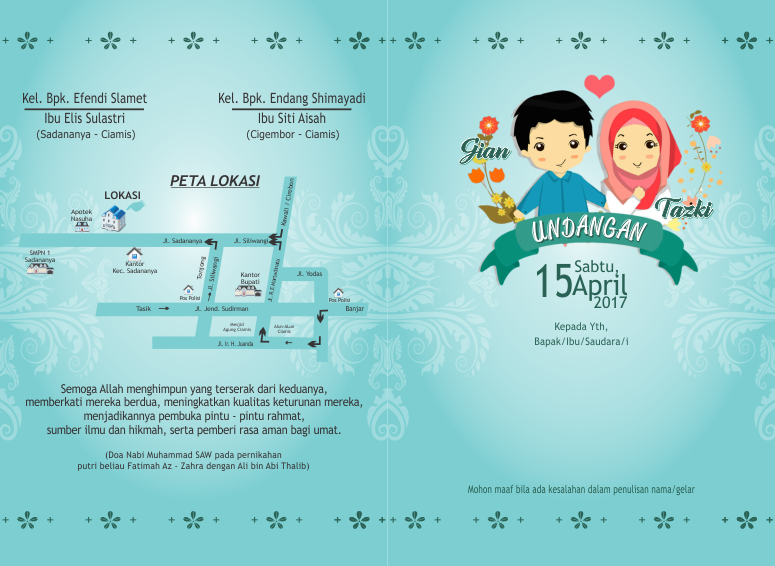 Kel. Bpk. Efendi Slamet
Ibu Elis Sulastri
(Sadananya - Ciamis)
Kel. Bpk. Endang Shimayadi
Ibu Siti Aisah
(Cigembor - Ciamis)
PETA LOKASI
LOKASI
Apotek
Nasuha
Kawali / Cirebon
Jl. Sadananya
Jl. Siliwangi
SMPN 1
Sadananya
Kantor
Kec. Sadananya
Tonjong
Jl. Siliwangi
Kantor
Bupati
Jl. Yodas
Pos Polisi
Pos Polisi
Tasik
Jl. Jend. Sudirman
Banjar
Mesjid
Agung Ciamis
Alun-Alun
Ciamis
Jl. Ir. H. Juanda
Semoga Allah menghimpun yang terserak dari keduanya,
memberkati mereka berdua, meningkatkan kualitas keturunan mereka,
menjadikannya pembuka pintu - pintu rahmat,
sumber ilmu dan hikmah, serta pemberi rasa aman bagi umat.
(Doa Nabi Muhammad SAW pada pernikahan
putri beliau Fatimah Az - Zahra dengan Ali bin Abi Thalib)
Gian
Tazki
UNDANGAN
15 Sabtu,
April
2017
Kepada Yth,
Bapak/Ibu/Saudara/i
Mohon maaf bila ada kesalahan dalam penulisan nama/gelar